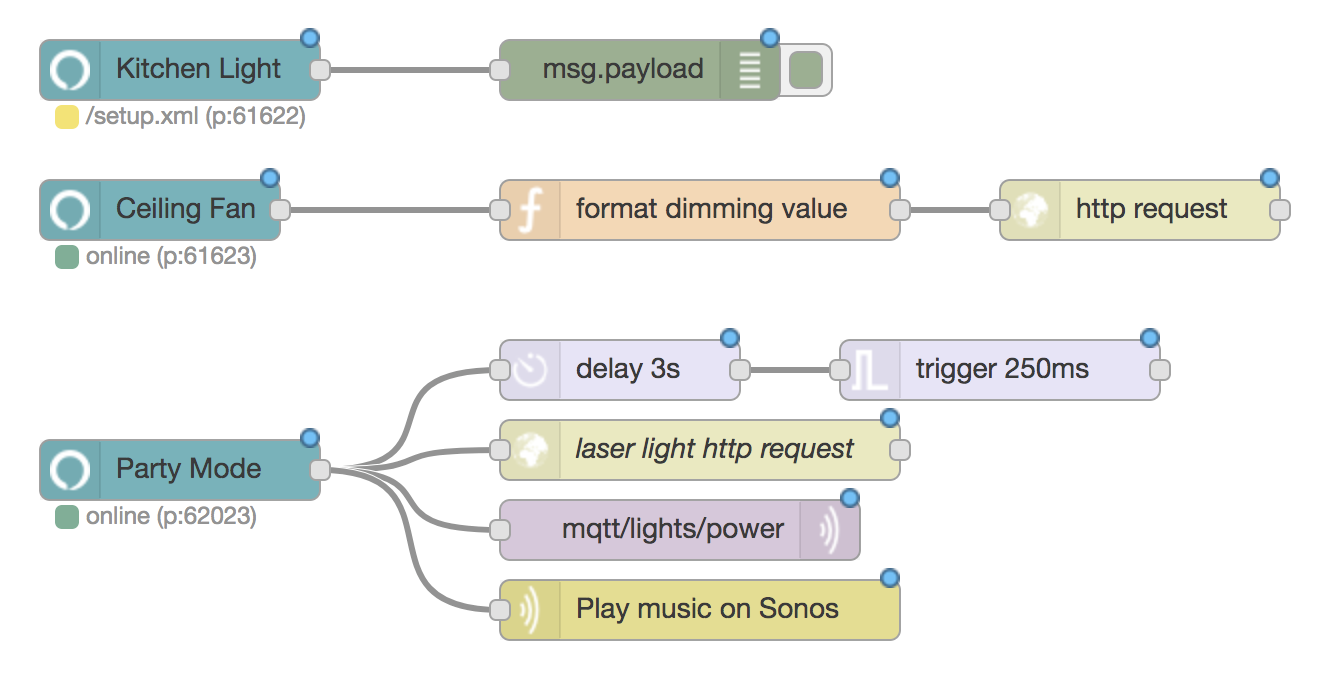 Kitchen Light
msg.payload
/setup.xml (p:61622)
Ceiling Fan
format dimming value
http request
online (p:61623)
delay 3s
trigger 250ms
laser light http request
Party Mode
online (p:62023)
mqtt/lights/power
Play music on Sonos